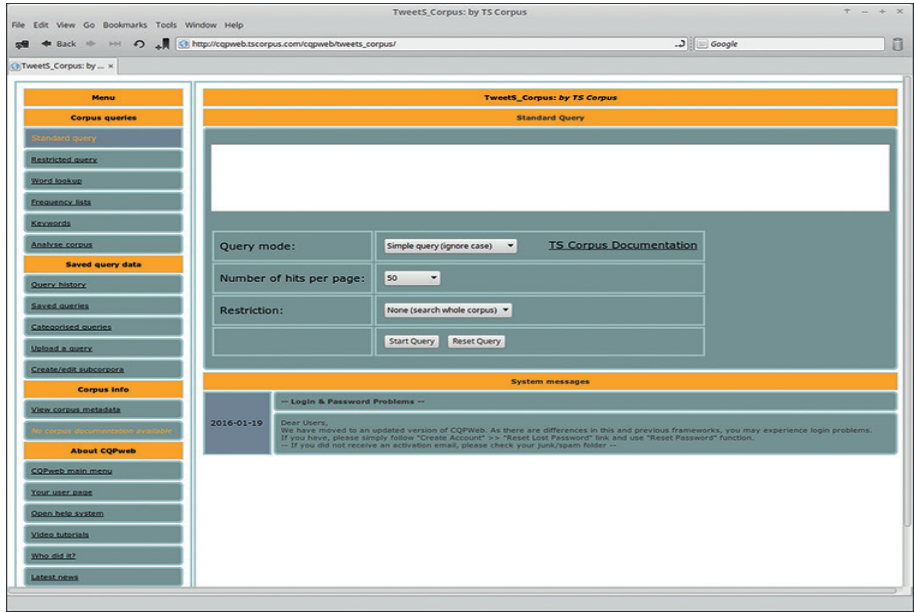 TweetS_Corpus: by TS Corpus
File Edit View Go Bookmarks Tools Window Help
Back http://cqpweb.tscorpus.com/cqpweb/tweets_corpus/ Google
TweetS_Corpus: by ... ×
Menu
Corpus queries
Standard query
Restricted query
Word lookup
Frequency lists
Keywords
Analyse corpus
Saved query data
Query history
Saved queries
Categorised queries
Upload a query
Create/edit subcorpora
Corpus info
View corpus metadata
No corpus documentation available
About CQPweb
CQPweb main menu
Your user page
Open help system
Video tutorials
Who did it?
Latest news
TweetS_Corpus: by TS Corpus
Standard Query
Query mode: Simple query (ignore case) TS Corpus Documentation
Number of hits per page: 50
Restriction: None (search whole corpus)
Start Query Reset Query
System messages
2016-01-19
-- Login & Password Problems --
Dear Users,
We have moved to an updated version of CQPWeb. As there are differences in this and previous frameworks, you may experience login problems.
If you have, please simply follow "Create Account" >> "Reset Lost Password" link and use "Reset Password" function.
-- If you did not receive an activation email, please check your junk/spam folder --